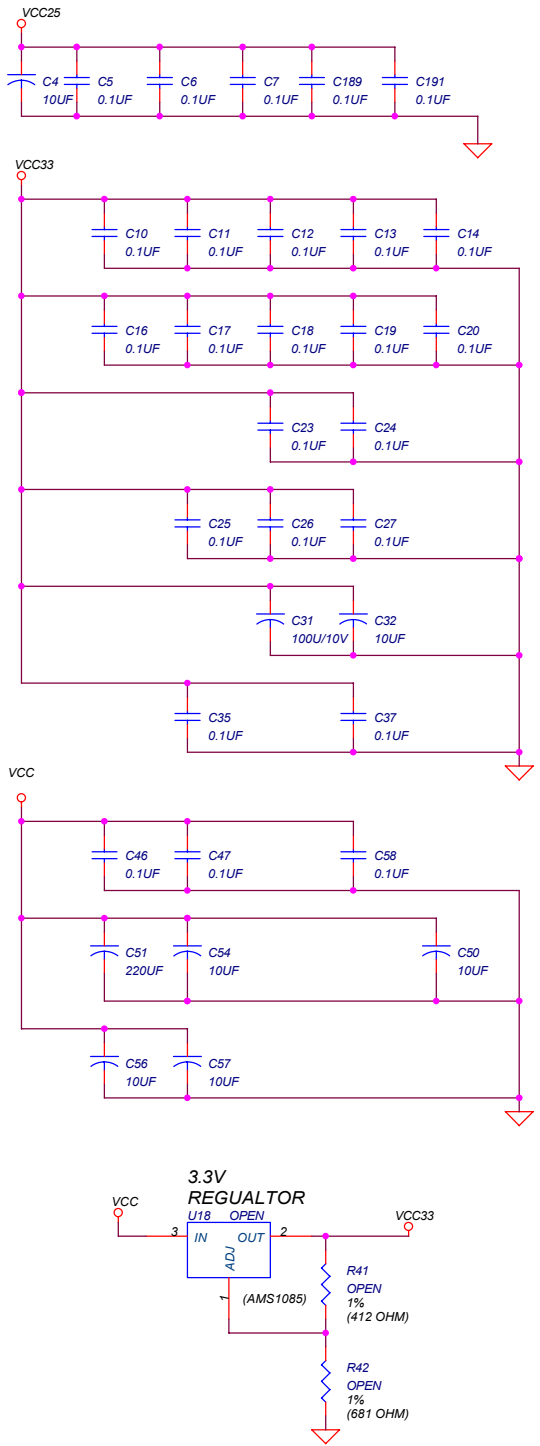 VCC25
C4 C5 C6 C7 C189 C191
10UF 0.1UF 0.1UF 0.1UF 0.1UF 0.1UF
VCC33
C10 C11 C12 C13 C14
0.1UF 0.1UF 0.1UF 0.1UF 0.1UF
C16 C17 C18 C19 C20
0.1UF 0.1UF 0.1UF 0.1UF 0.1UF
C23 C24
0.1UF 0.1UF
C25 C26 C27
0.1UF 0.1UF 0.1UF
C31 C32
100U/10V 10UF
C35 C37
0.1UF 0.1UF
VCC
C46 C47 C58
0.1UF 0.1UF 0.1UF
C51 C54 C50
220UF 10UF 10UF
C56 C57
10UF 10UF
3.3V
REGUALTOR
VCC U18 OPEN VCC33
3 IN OUT 2
ADJ
1 (AMS1085)
R41
OPEN
1%
(412 OHM)
R42
OPEN
1%
(681 OHM)